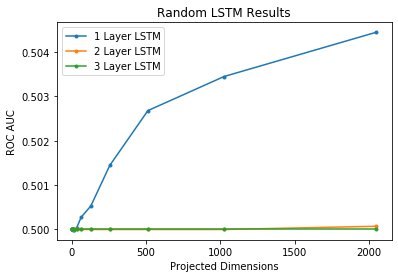 Random LSTM Results
1 Layer LSTM
2 Layer LSTM
3 Layer LSTM
ROC AUC
0.504
0.503
0.502
0.501
0.500
0
500
1000
1500
2000
Projected Dimensions